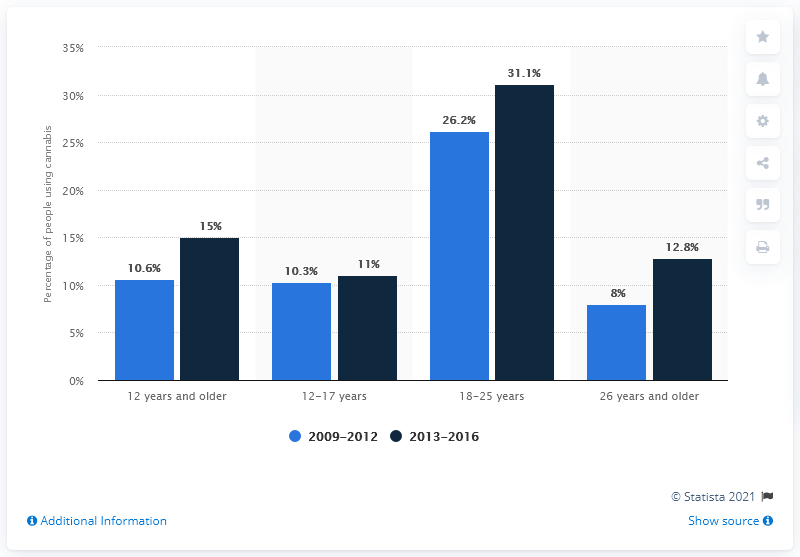 35%
30%
25%
20%
15%
10%
5%
0%
Percentage of people using cannabis
10.6%
15%
10.3%
11%
26.2%
31.1%
8%
12.8%
12 years and older
12-17 years
18-25 years
26 years and older
2009-2012
2013-2016
© Statista 2021
Additional Information
Show source